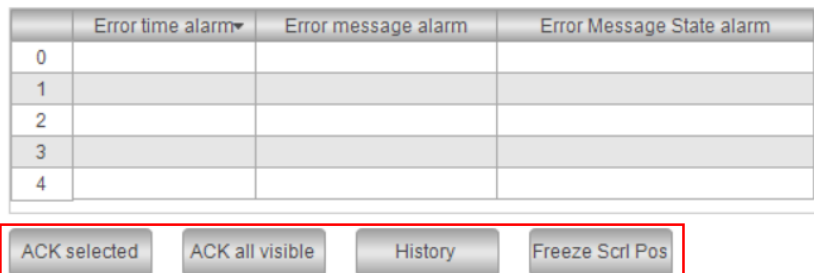 Error time alarm Error message alarm Error Message State alarm
0
1
2
3
4
ACK selected ACK all visible History Freeze Scrl Pos